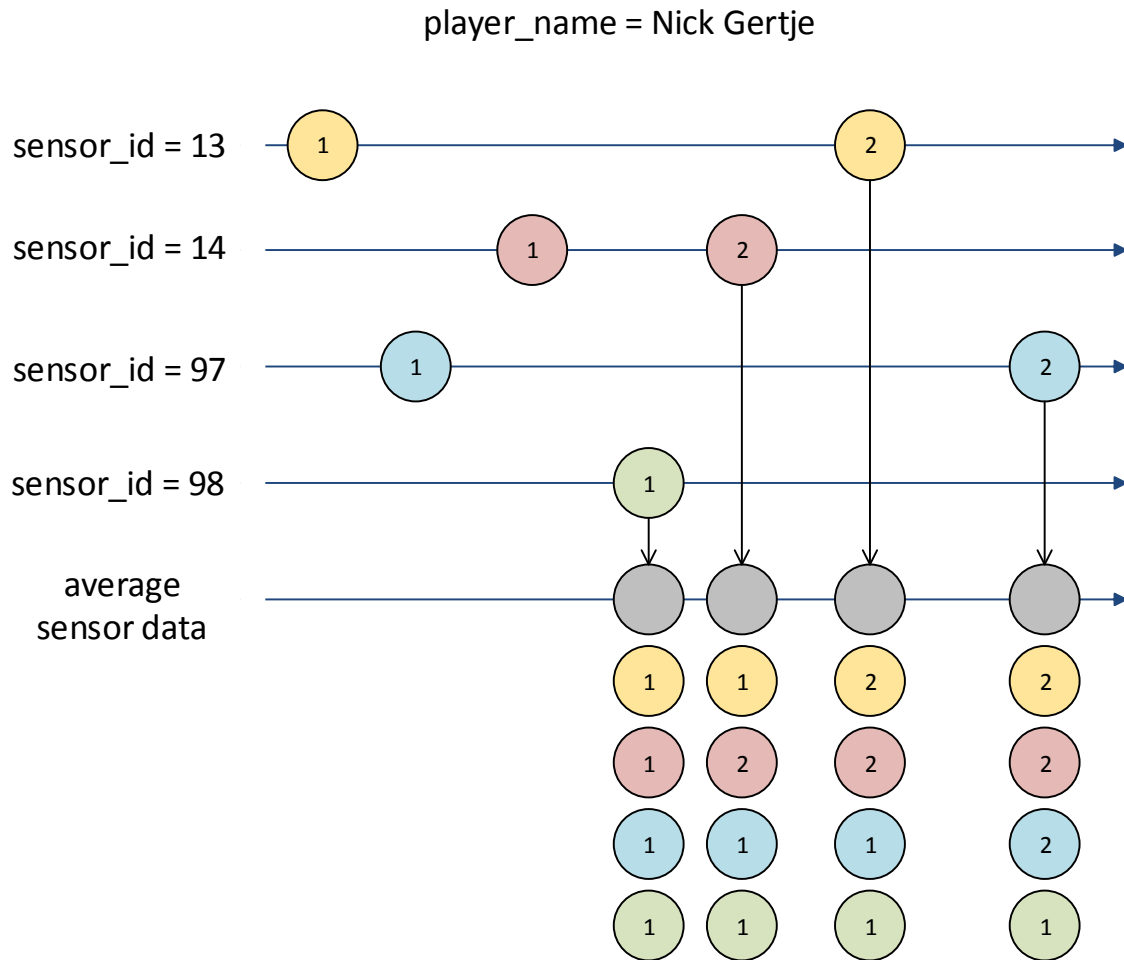 player_name = Nick Gertje
sensor_id = 13
1
2
sensor_id = 14
1
2
sensor_id = 97
1
2
sensor_id = 98
1
average
sensor data
1 1 2 2
1 2 2 2
1 1 1 2
1 1 1 1